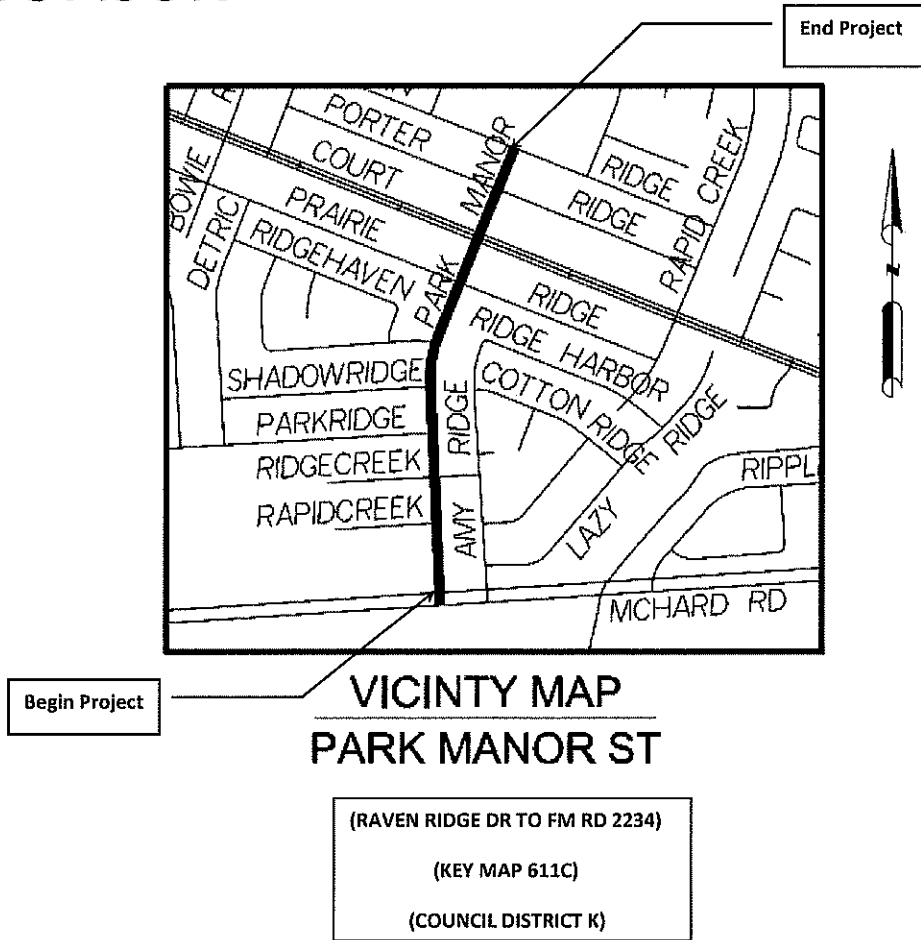 End Project
PORTER
MANOR
COURT
RIDGE
RAPID CREEK
BOWIE
PRAIRIE
RIDGE
DETRIC
RIDGEHAVEN
PARK
RIDGE
RIDGE HARBOR
SHADOWRIDGE
COTTON RIDGE
PARKRIDGE
RIDGE
LAZY RIDGE
RIDGECREEK
RIPPL
RAPIDCREEK
AMY
MCHARD RD
N
Begin Project
VICINTY MAP
PARK MANOR ST
(RAVEN RIDGE DR TO FM RD 2234)
(KEY MAP 611C)
(COUNCIL DISTRICT K)